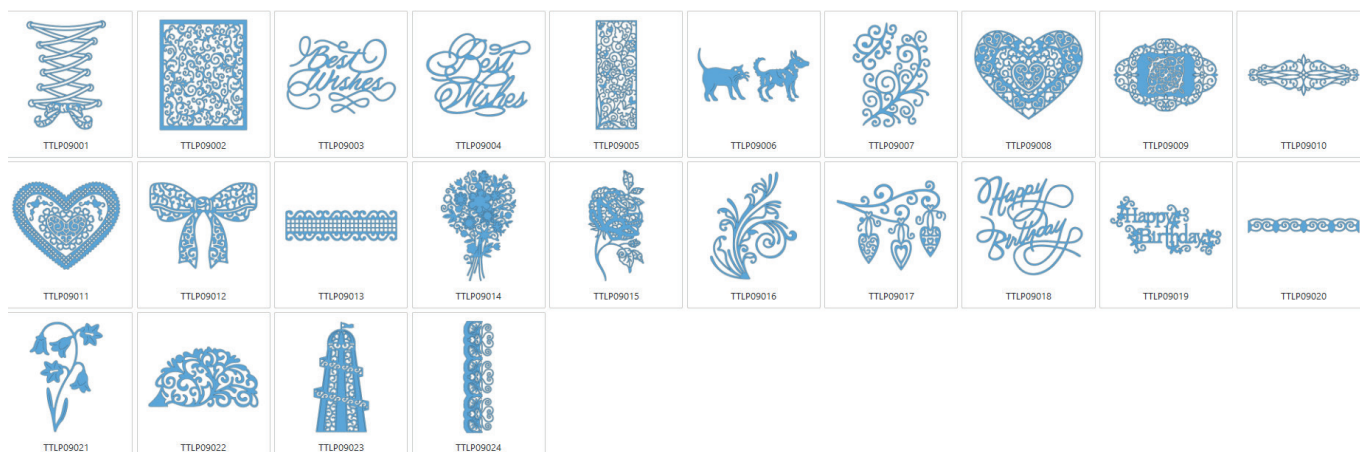 Best
Wishes
Best
Wishes
TTLP09001 TTLP09002 TTLP09003 TTLP09004 TTLP09005 TTLP09006 TTLP09007 TTLP09008 TTLP09009 TTLP09010
Happy
Birthday
Happy
Birthday
TTLP09011 TTLP09012 TTLP09013 TTLP09014 TTLP09015 TTLP09016 TTLP09017 TTLP09018 TTLP09019 TTLP09020
TTLP09021 TTLP09022 TTLP09023 TTLP09024